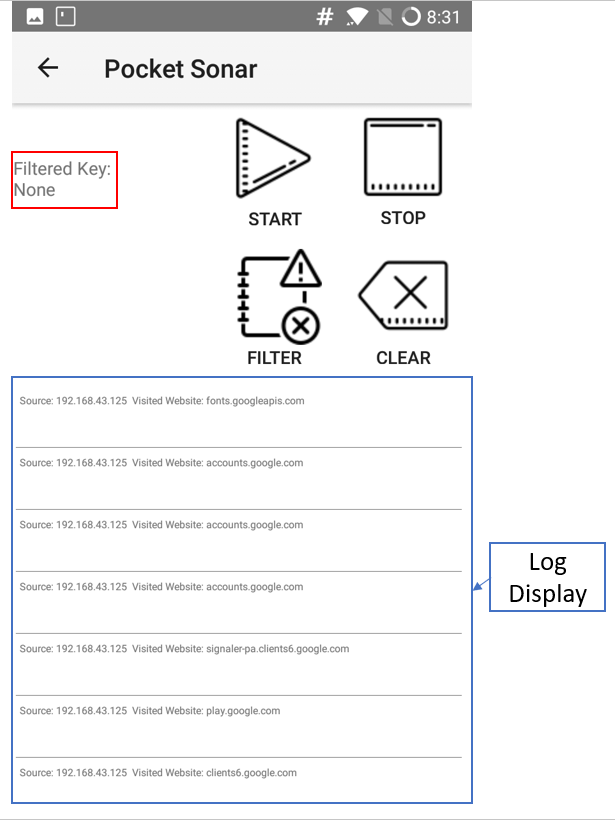 # 8:31
Pocket Sonar
Filtered Key:
None
START
STOP
FILTER
CLEAR
Source: 192.168.43.125 Visited Website: fonts.googleapis.com
Source: 192.168.43.125 Visited Website: accounts.google.com
Source: 192.168.43.125 Visited Website: accounts.google.com
Source: 192.168.43.125 Visited Website: accounts.google.com
Source: 192.168.43.125 Visited Website: signaler-pa.clients6.google.com
Source: 192.168.43.125 Visited Website: play.google.com
Source: 192.168.43.125 Visited Website: clients6.google.com
Log
Display